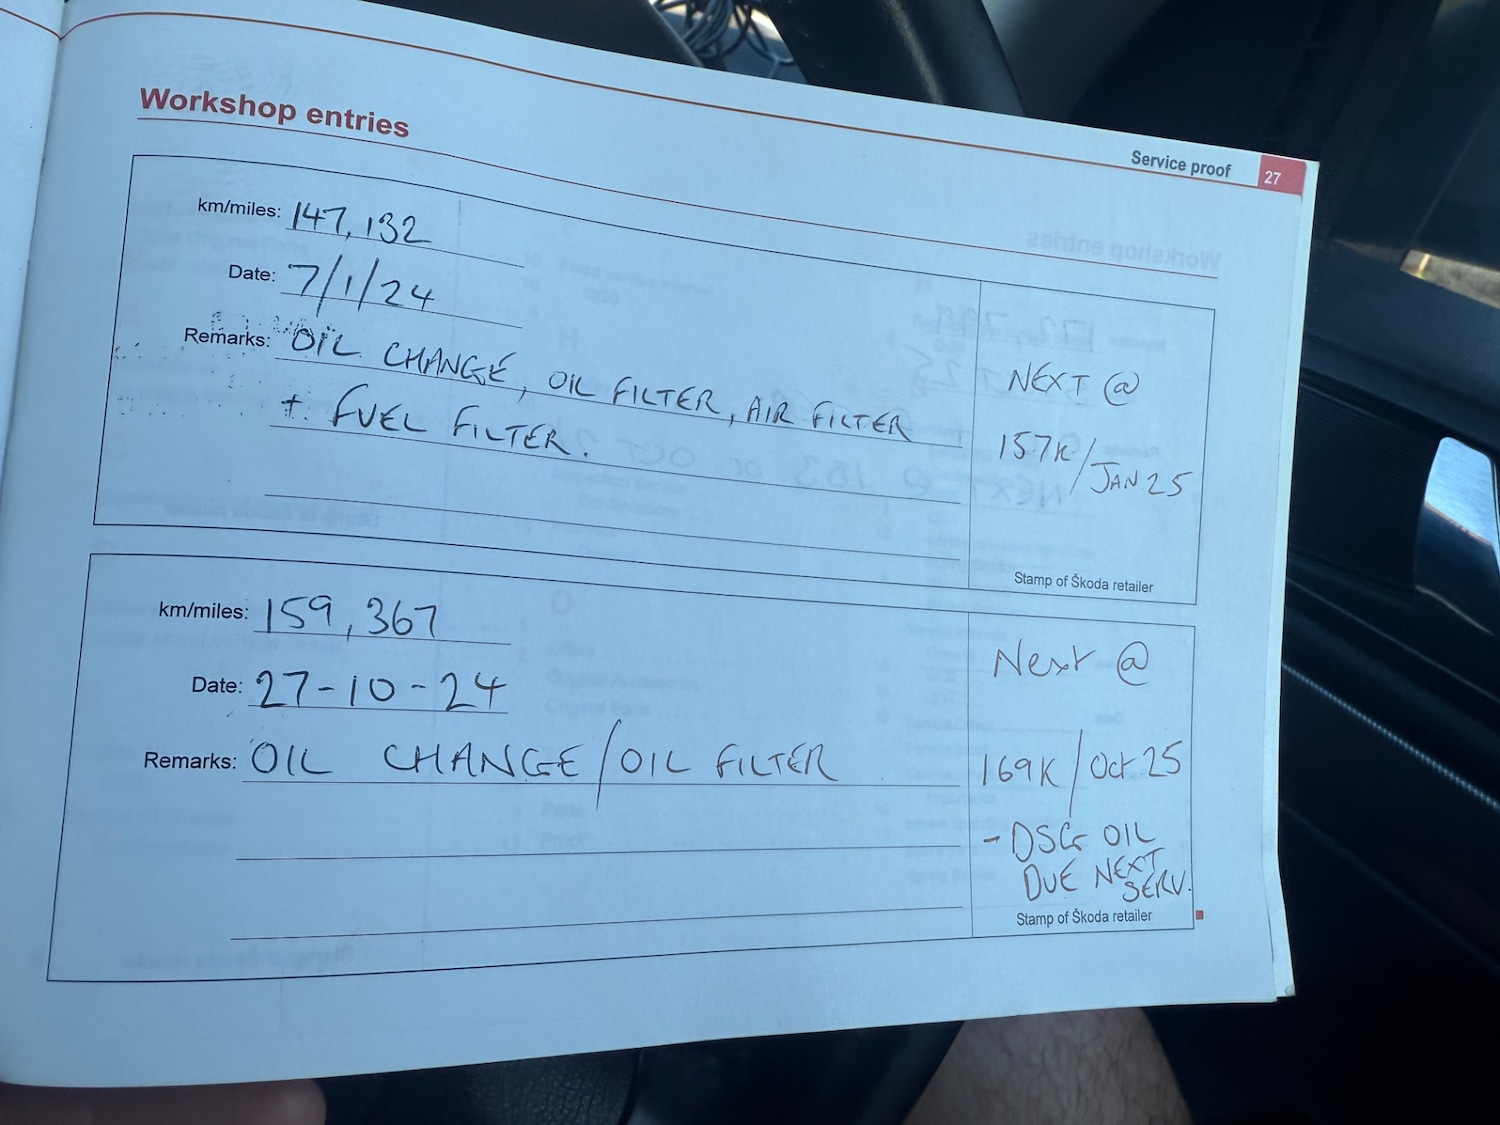 Workshop entries
Service proof 27
km/miles: 147,132
Date: 7/1/24
Remarks: OIL CHANGE, OIL FILTER, AIR FILTER
+ FUEL FILTER.
NEXT @
157K/JAN 25
Stamp of Škoda retailer
km/miles: 159,367
Date: 27-10-24
Remarks: OIL CHANGE/OIL FILTER
Next @
169K/Oct 25
- DSG OIL
DUE NEXT
SERV.
Stamp of Škoda retailer